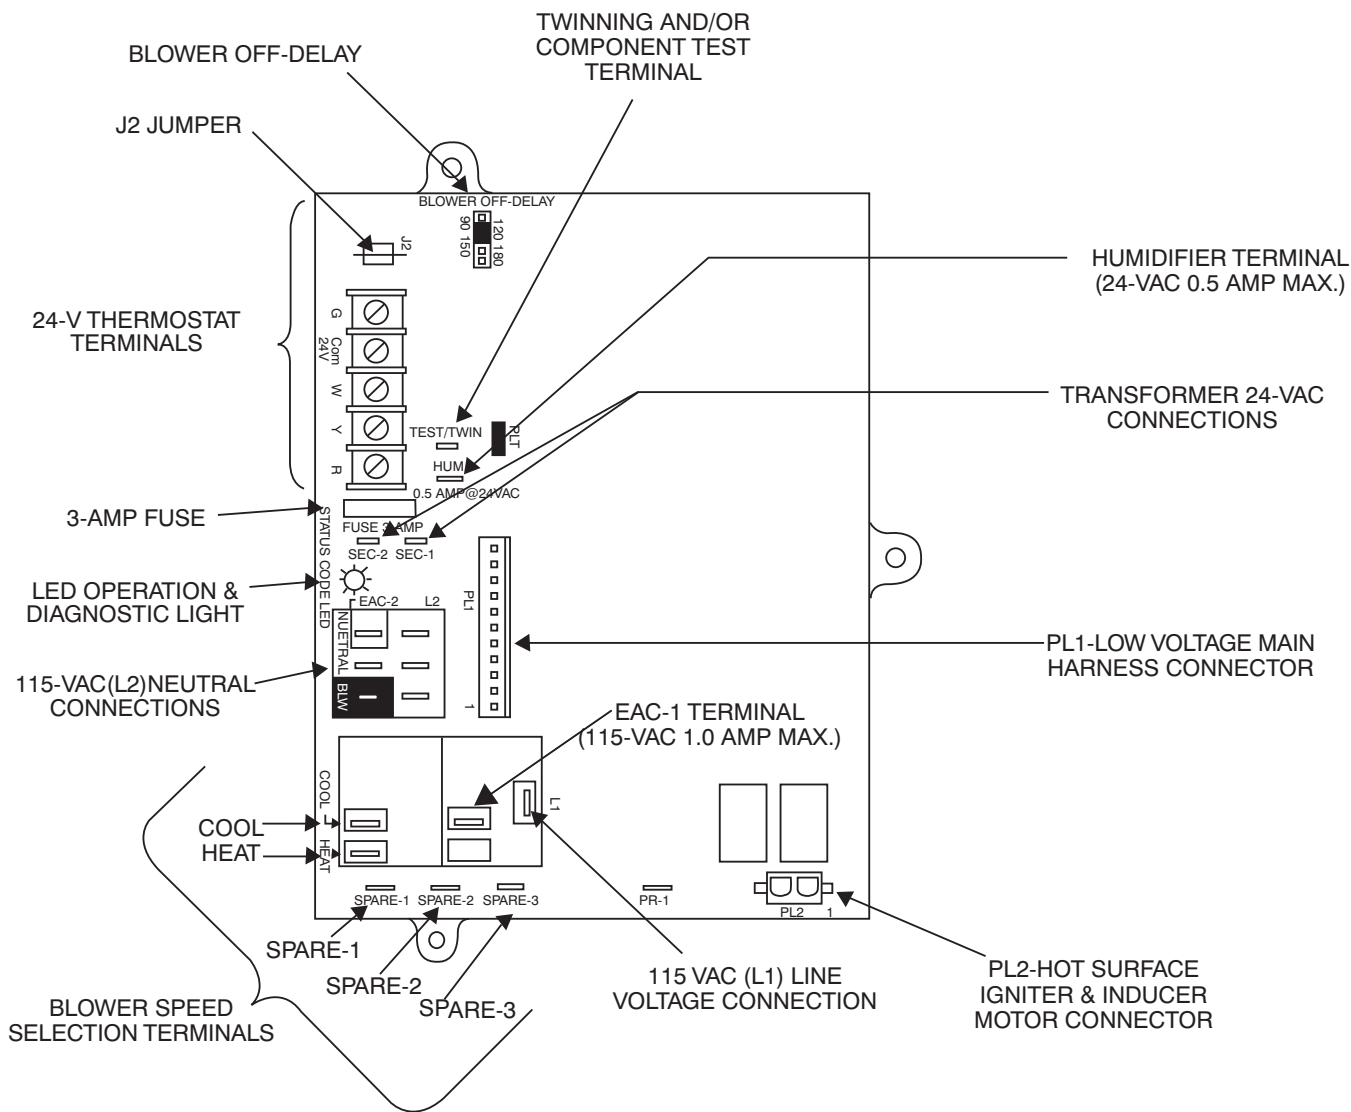 TWINNING AND/OR
COMPONENT TEST
TERMINAL
BLOWER OFF-DELAY
J2 JUMPER
BLOWER OFF-DELAY
90 150
120 180
J2
HUMIDIFIER TERMINAL
(24-VAC 0.5 AMP MAX.)
24-V THERMOSTAT
TERMINALS
G
Com
24V
W
Y
R
TRANSFORMER 24-VAC
CONNECTIONS
TEST/TWIN
PLT
HUM
0.5 AMP@24VAC
3-AMP FUSE
FUSE 3-AMP
STATUS CODE LED
SEC-2 SEC-1
LED OPERATION &
DIAGNOSTIC LIGHT
EAC-2 L2
NUETRAL
BLW
PL1
1
PL1-LOW VOLTAGE MAIN
HARNESS CONNECTOR
115-VAC(L2)NEUTRAL
CONNECTIONS
EAC-1 TERMINAL
(115-VAC 1.0 AMP MAX.)
COOL
HEAT
L1
COOL
HEAT
SPARE-1 SPARE-2 SPARE-3
PR-1
PL2 1
SPARE-1
SPARE-2
SPARE-3
115 VAC (L1) LINE
VOLTAGE CONNECTION
PL2-HOT SURFACE
IGNITER & INDUCER
MOTOR CONNECTOR
BLOWER SPEED
SELECTION TERMINALS